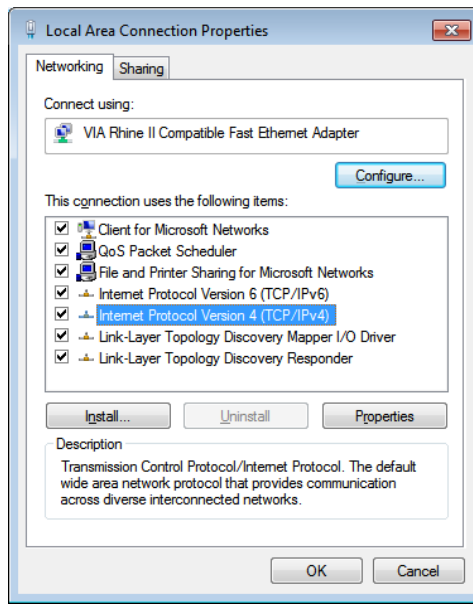 Local Area Connection Properties
Networking
Sharing
Connect using:
VIA Rhine II Compatible Fast Ethernet Adapter
Configure...
This connection uses the following items:
Client for Microsoft Networks
QoS Packet Scheduler
File and Printer Sharing for Microsoft Networks
Internet Protocol Version 6 (TCP/IPv6)
Internet Protocol Version 4 (TCP/IPv4)
Link-Layer Topology Discovery Mapper I/O Driver
Link-Layer Topology Discovery Responder
Install...
Uninstall
Properties
Description
Transmission Control Protocol/Internet Protocol. The default
wide area network protocol that provides communication
across diverse interconnected networks.
OK
Cancel